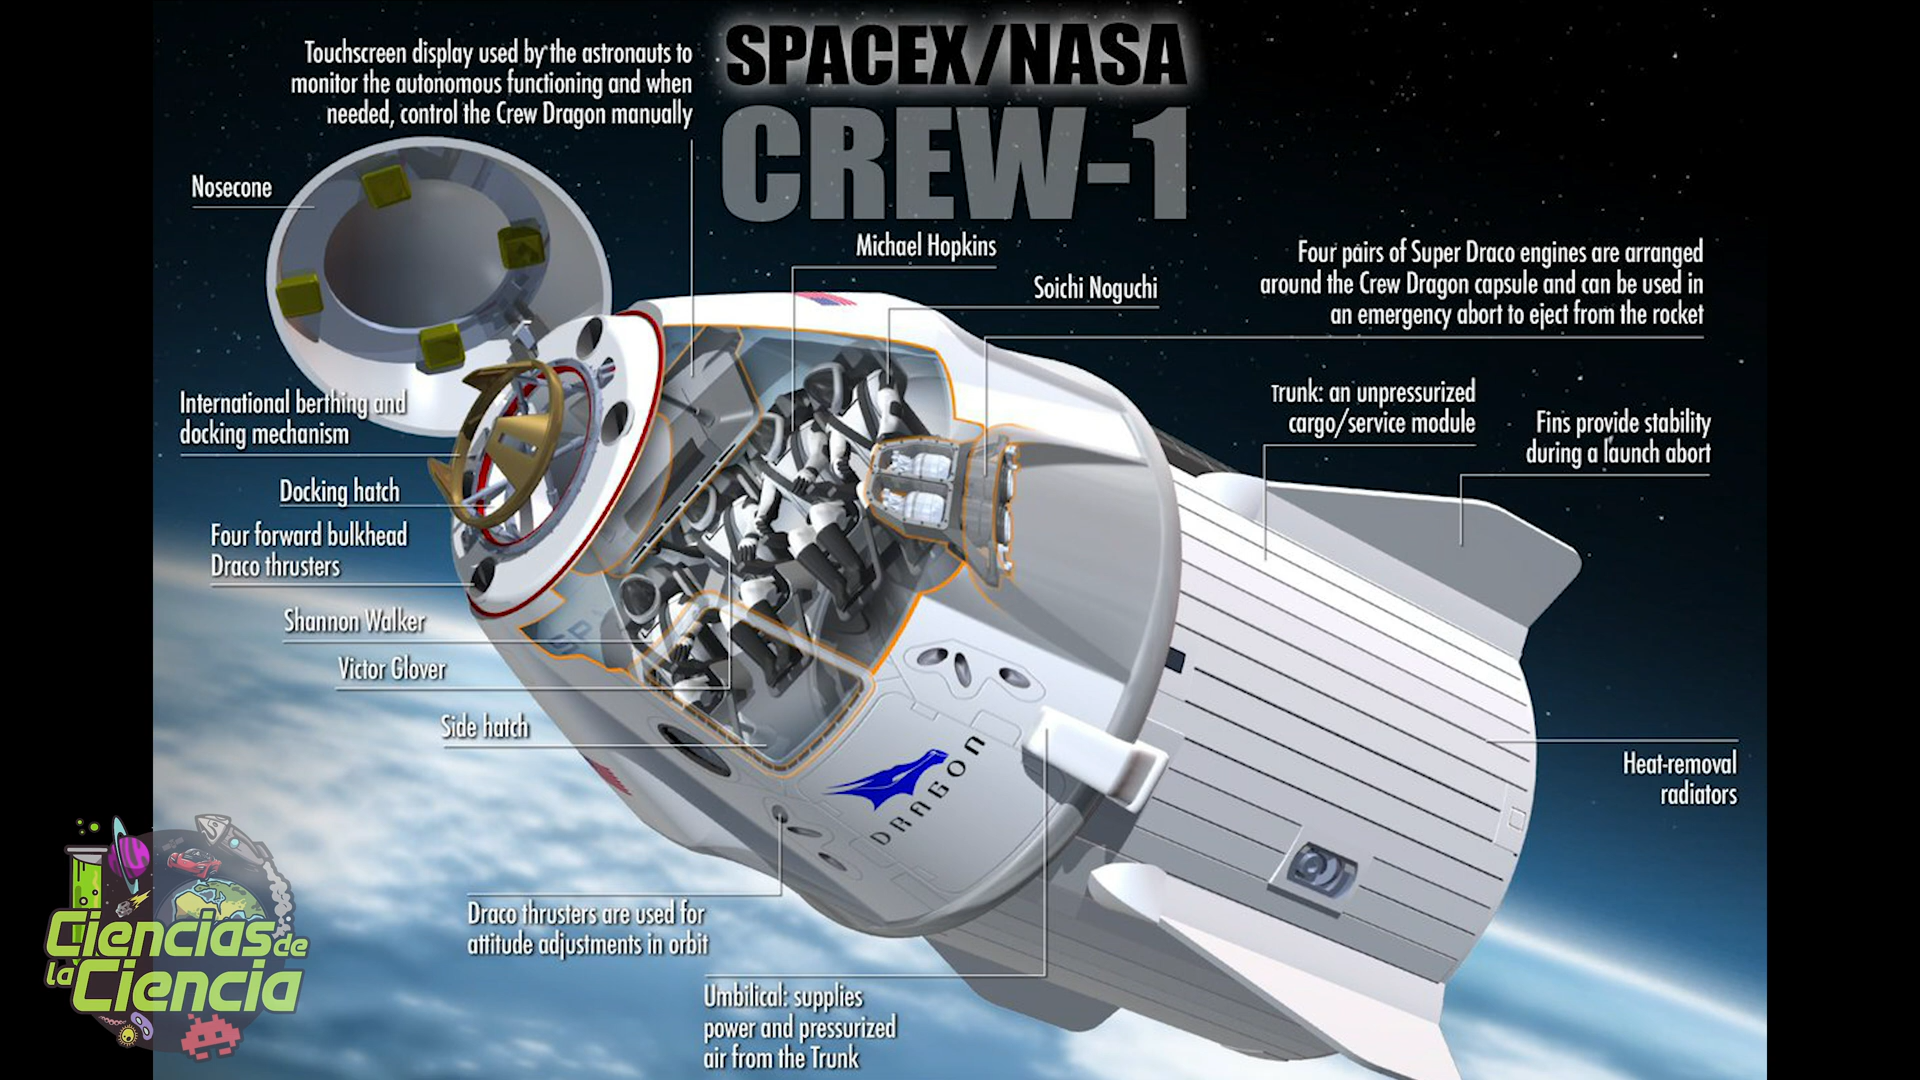 SPACEX/NASA
CREW-1
Touchscreen display used by the astronauts to
monitor the autonomous functioning and when
needed, control the Crew Dragon manually
Nosecone
Michael Hopkins
Soichi Noguchi
Four pairs of Super Draco engines are arranged
around the Crew Dragon capsule and can be used in
an emergency abort to eject from the rocket
Trunk: an unpressurized
cargo/service module
Fins provide stability
during a launch abort
International berthing and
docking mechanism
Docking hatch
Four forward bulkhead
Draco thrusters
Shannon Walker
Victor Glover
Side hatch
SP
DRAGON
Heat-removal
radiators
Draco thrusters are used for
attitude adjustments in orbit
Umbilical: supplies
power and pressurized
air from the Trunk
Ciencias de
la Ciencia